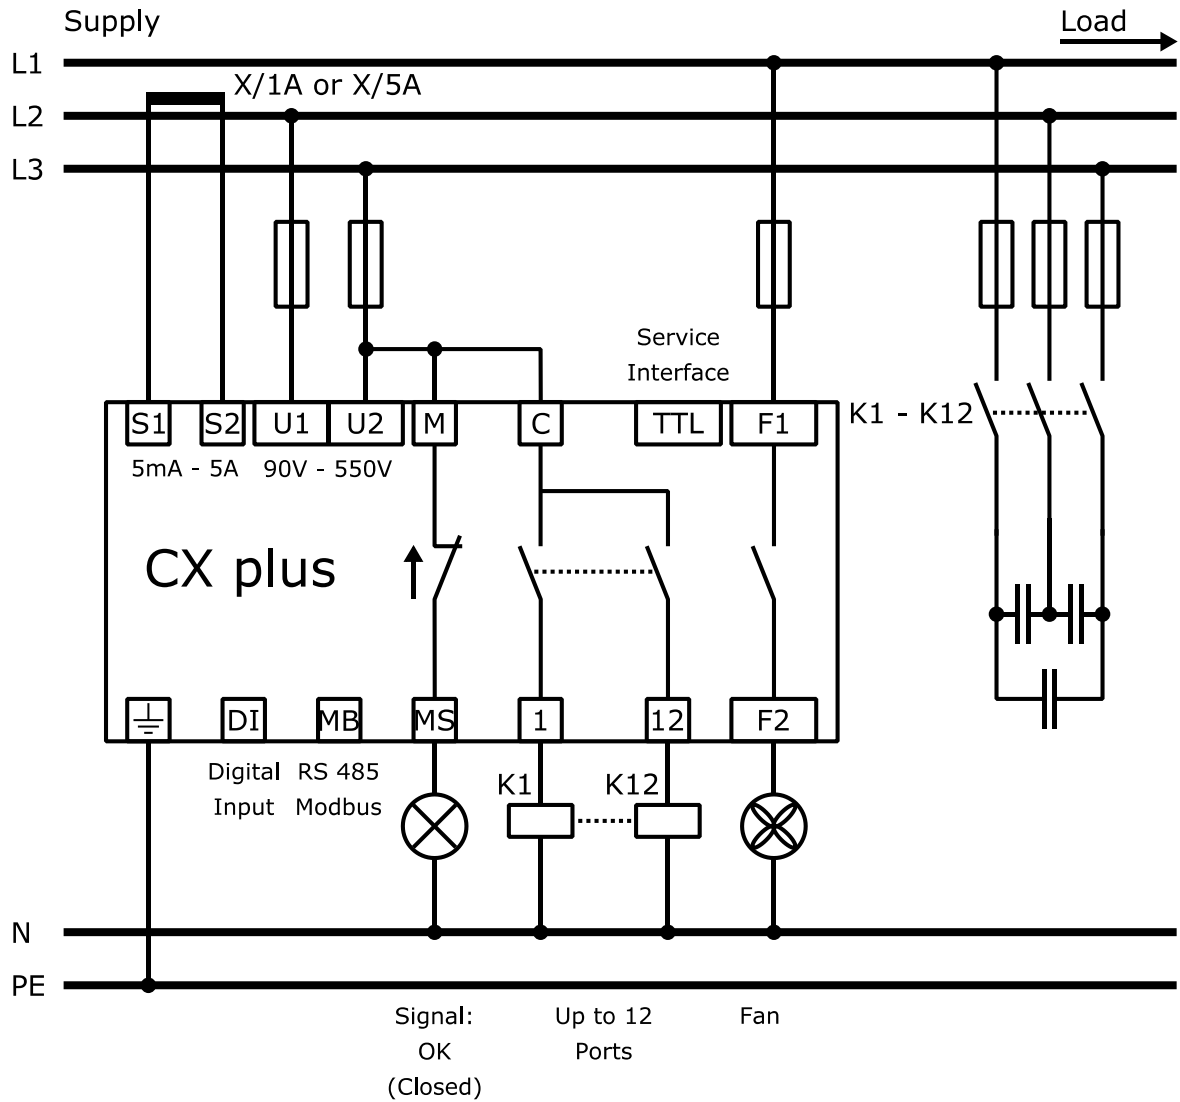 Supply
Load
L1
X/1A or X/5A
L2
L3
Service
Interface
S1 S2 U1 U2 M C TTL F1
K1 - K12
5mA - 5A 90V - 550V
CX plus
DI MB MS 1 12 F2
Digital RS 485
Input Modbus
K1 K12
N
PE
Signal: Up to 12 Fan
OK Ports
(Closed)